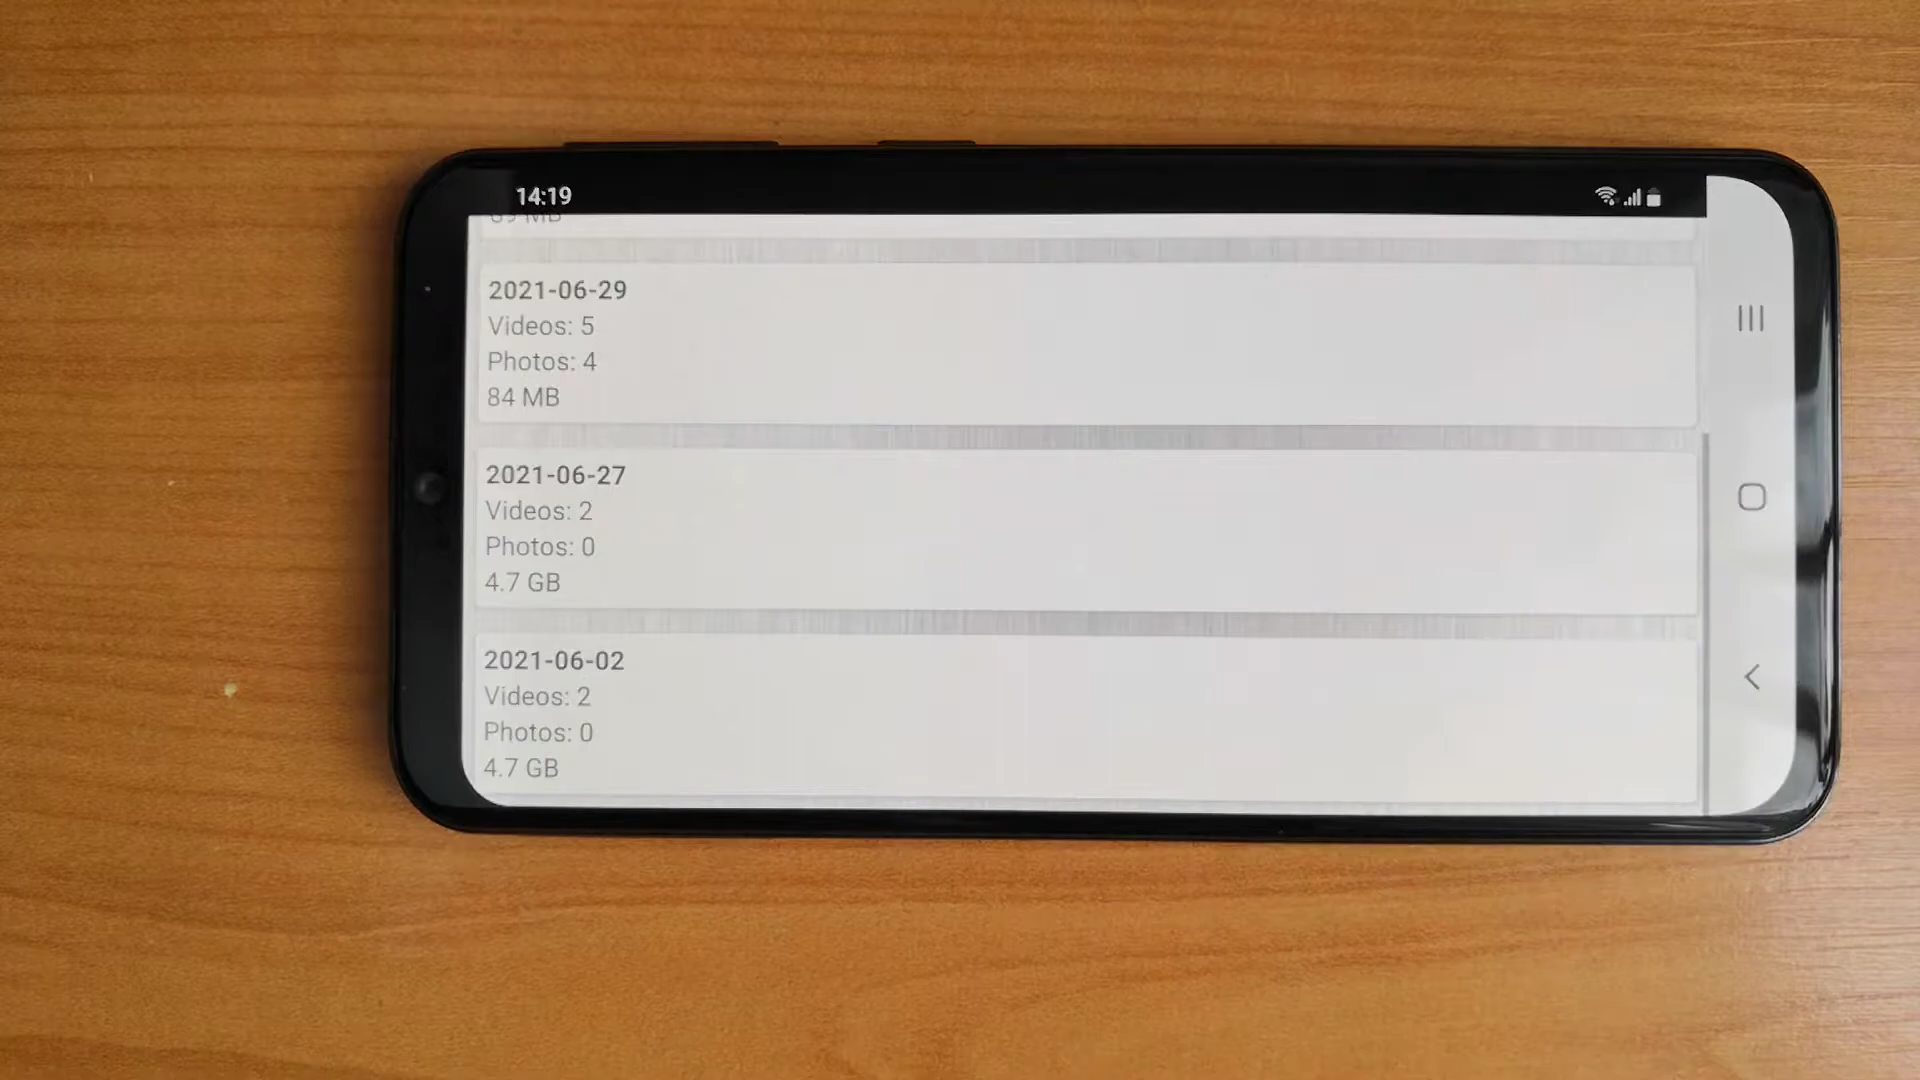 14:19
2021-06-29
Videos: 5
Photos: 4
84 MB
2021-06-27
Videos: 2
Photos: 0
4.7 GB
2021-06-02
Videos: 2
Photos: 0
4.7 GB